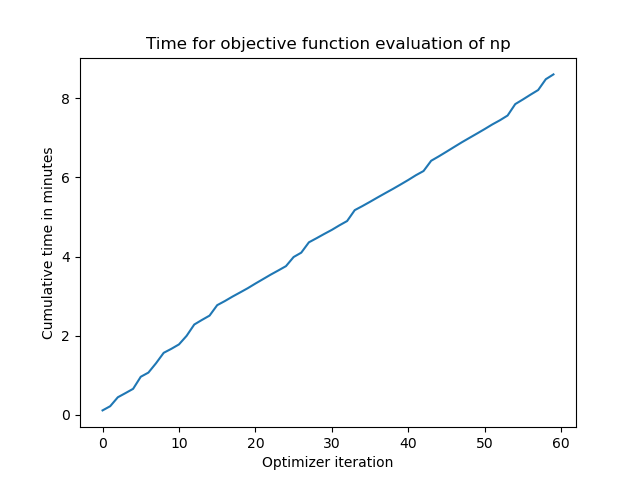 Time for objective function evaluation of np
Cumulative time in minutes
8
6
4
2
0
0 10 20 30 40 50 60
Optimizer iteration